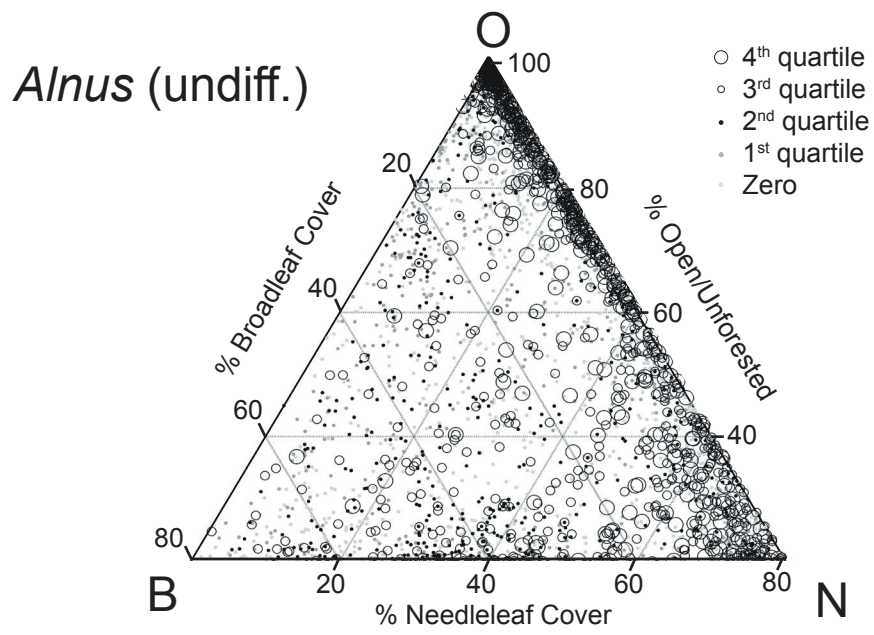 O
Alnus (undiff.)
4th quartile
3rd quartile
2nd quartile
1st quartile
Zero
100
20
80
% Broadleaf Cover
% Open/Unforested
40
60
60
40
80
B
20
40
60
80
N
% Needleleaf Cover